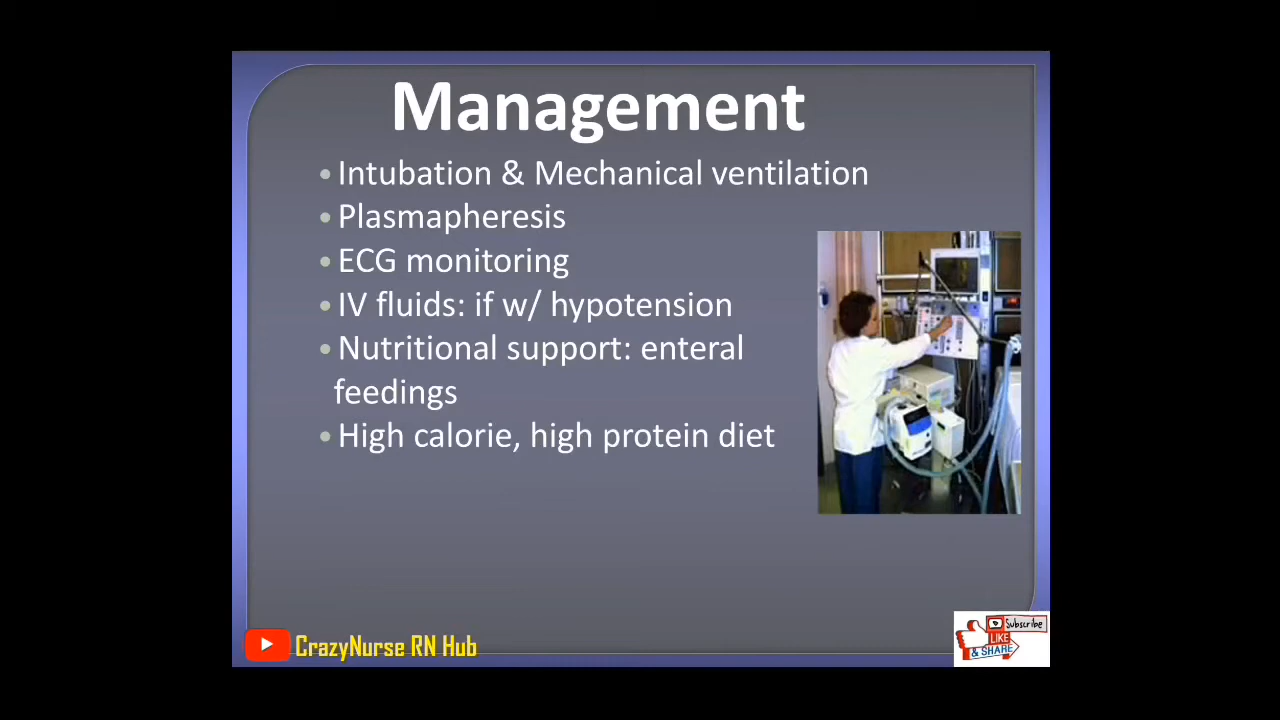 Management
• Intubation & Mechanical ventilation
• Plasmapheresis
• ECG monitoring
• IV fluids: if w/ hypotension
• Nutritional support: enteral
feedings
• High calorie, high protein diet
CrazyNurse RN Hub
Subscribe
LIKE
& SHARE